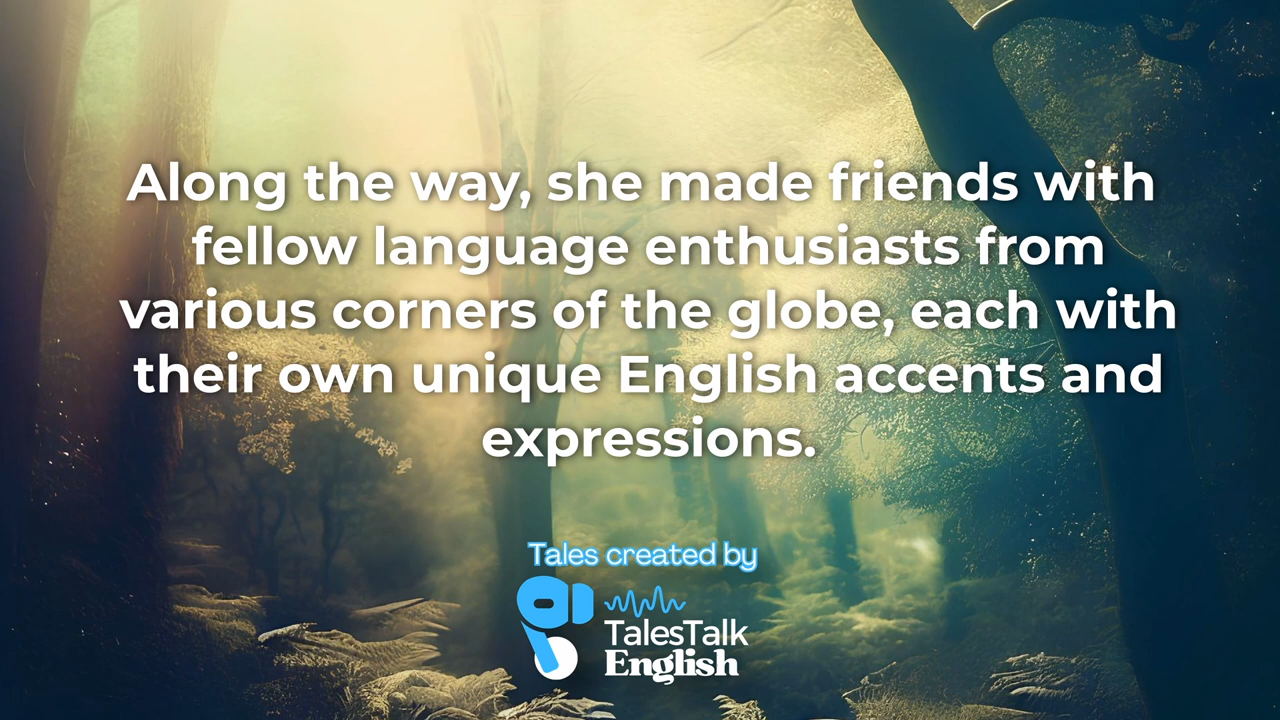 Along the way, she made friends with
fellow language enthusiasts from
various corners of the globe, each with
their own unique English accents and
expressions.
Tales created by
TalesTalk
English